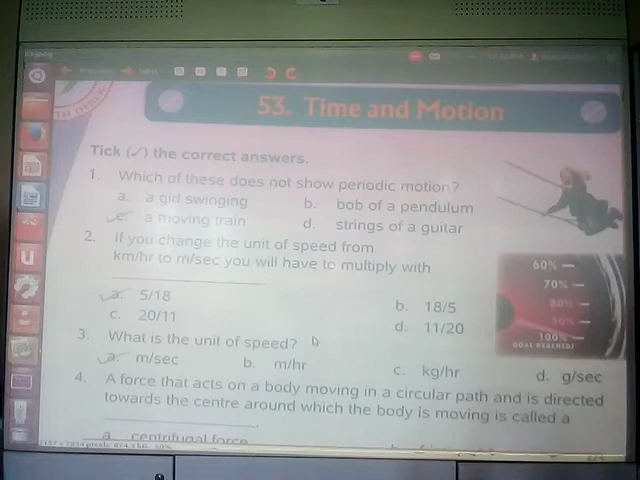 53. Time and Motion
Tick (✓) the correct answers.
1. Which of these does not show periodic motion?
a. a girl swinging b. bob of a pendulum
c. a moving train d. strings of a guitar
2. If you change the unit of speed from
km/hr to m/sec you will have to multiply with
a. 5/18 b. 18/5
c. 20/11 d. 11/20
3. What is the unit of speed?
a. m/sec b. m/hr c. kg/hr d. g/sec
4. A force that acts on a body moving in a circular path and is directed
towards the centre around which the body is moving is called a
a. centrifugal force
60%
70%
80%
90%
100%
GOAL REACHED!